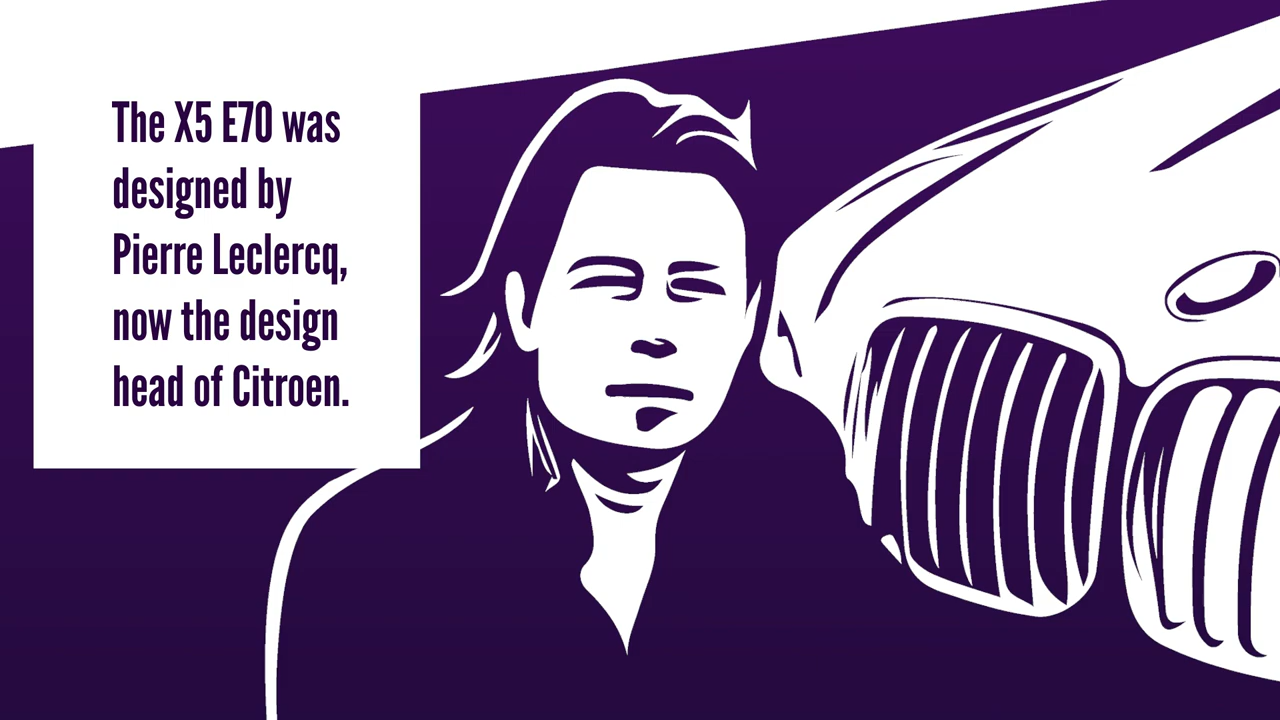 The X5 E70 was
designed by
Pierre Leclercq,
now the design
head of Citroen.